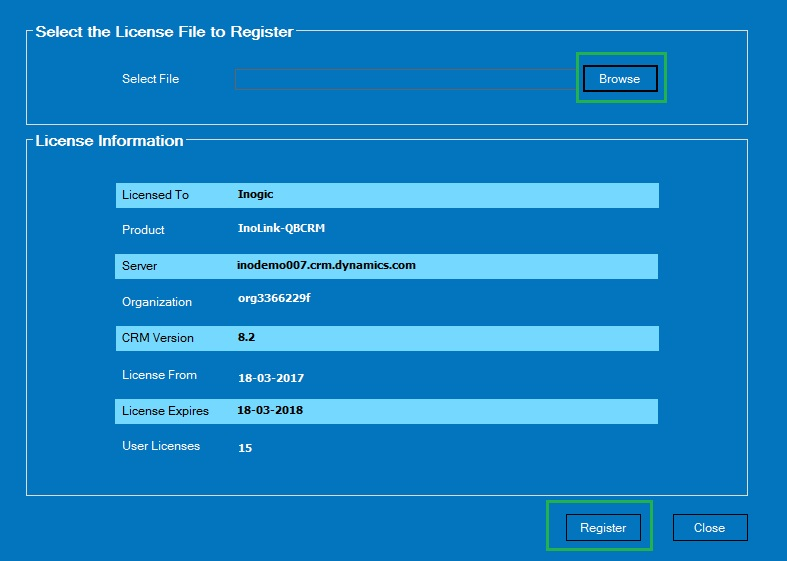 Select the License File to Register
Select File Browse
License Information
Licensed To Inogic
Product InoLink-QBCRM
Server inodemo007.crm.dynamics.com
Organization org3366229f
CRM Version 8.2
License From 18-03-2017
License Expires 18-03-2018
User Licenses 15
Register Close